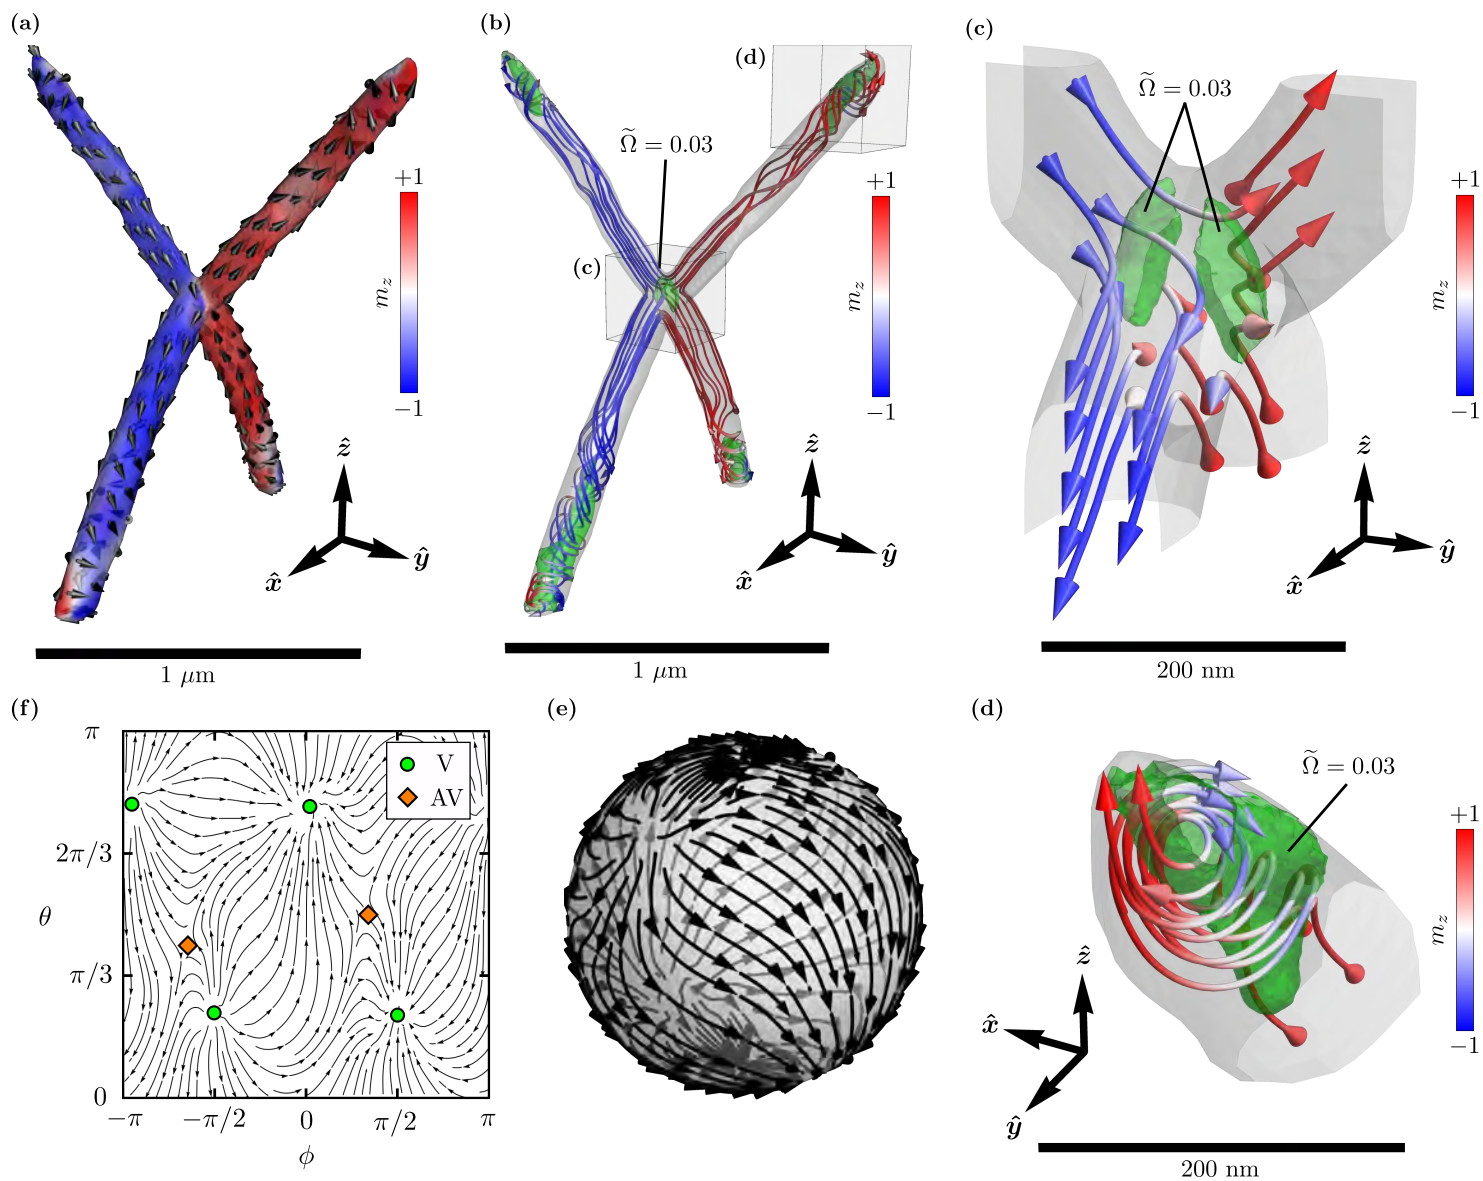 (a)
+1
m_z
−1
ẑ
x̂
ŷ
1 μm
(b)
(d)
Ω̃ = 0.03
(c)
+1
m_z
−1
ẑ
x̂
ŷ
1 μm
(c)
Ω̃ = 0.03
+1
m_z
−1
ẑ
x̂
ŷ
200 nm
(f)
π
2π/3
θ
π/3
0
−π
−π/2
0
π/2
π
ϕ
V
AV
(e)
(d)
Ω̃ = 0.03
+1
m_z
−1
ẑ
x̂
ŷ
200 nm